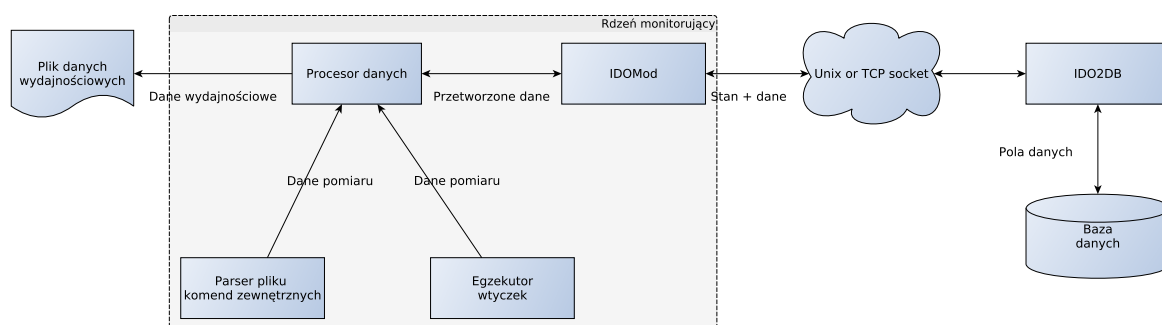 Rdzeń monitorujący
Plik danych
wydajnościowych
Procesor danych
IDOMod
Unix or TCP socket
IDO2DB
Dane wydajnościowe
Przetworzone dane
Stan + dane
Pola danych
Dane pomiaru
Dane pomiaru
Baza
danych
Parser pliku
komend zewnętrznych
Egzekutor
wtyczek